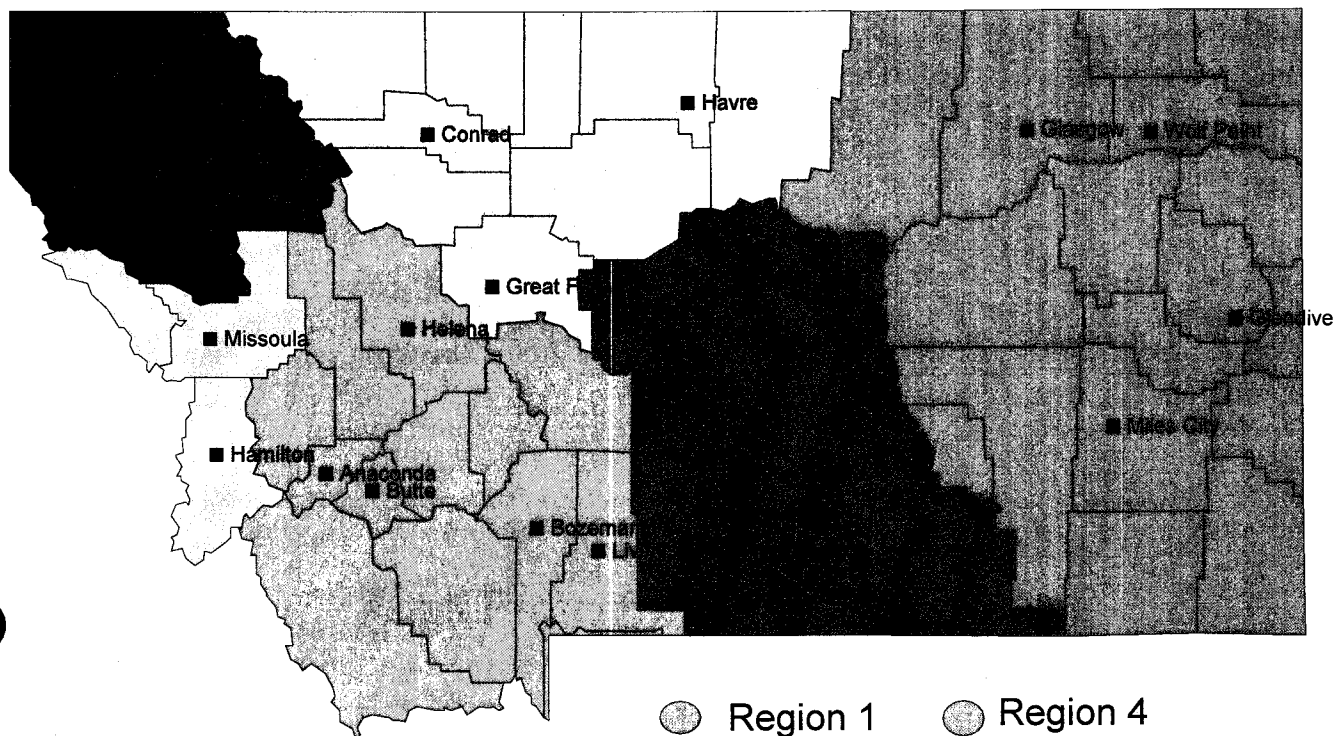 Havre
Conrad
Glasgow
Wolf Point
Great F
Helena
Glendive
Missoula
Miles City
Hamilton
Anaconda
Butte
Bozeman
Liv
Region 1
Region 4